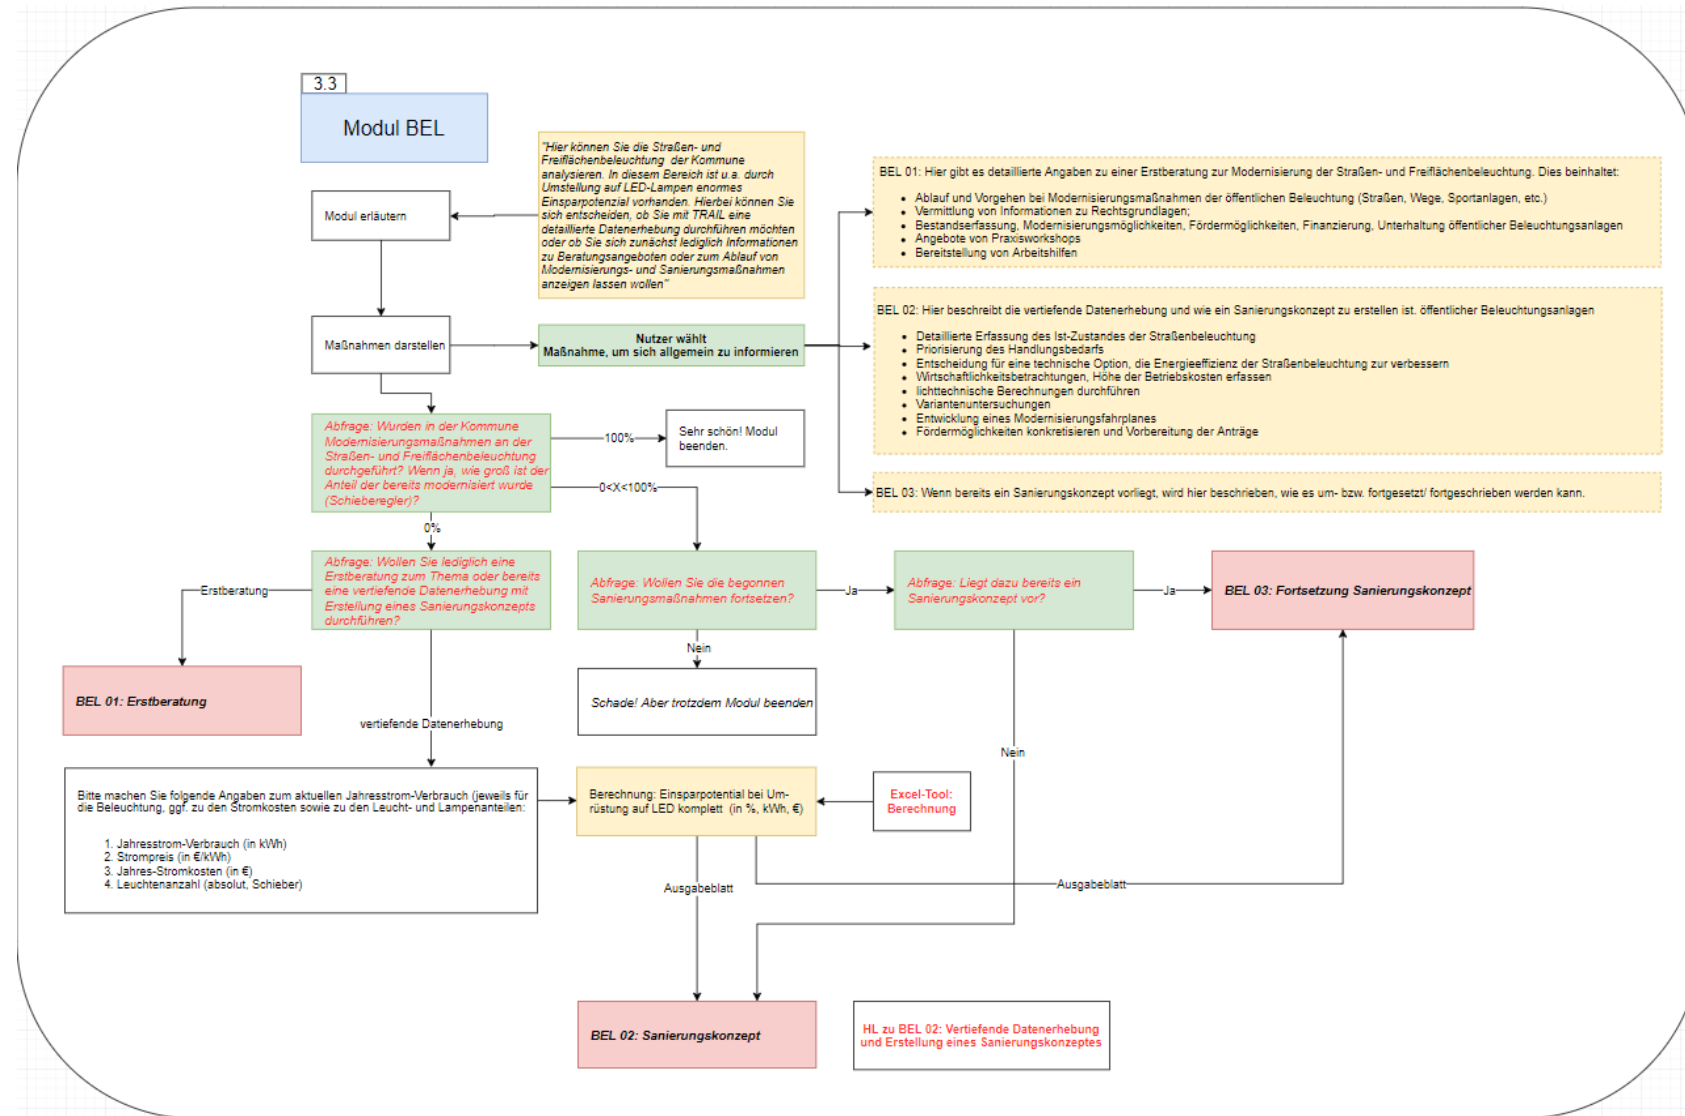 3.3
Modul BEL
"Hier können Sie die Straßen- und
Freiflächenbeleuchtung der Kommune
analysieren. In diesem Bereich ist u.a. durch
Umstellung auf LED-Lampen enormes
Einsparpotenzial vorhanden. Hierbei können Sie
sich entscheiden, ob Sie mit TRAIL eine
detaillierte Datenerhebung durchführen möchten
oder ob Sie sich zunächst lediglich Informationen
zu Beratungsangeboten oder zum Ablauf von
Modernisierungs- und Sanierungsmaßnahmen
anzeigen lassen wollen"
Modul erläutern
BEL 01: Hier gibt es detaillierte Angaben zu einer Erstberatung zur Modernisierung der Straßen- und Freiflächenbeleuchtung. Dies beinhaltet:
• Ablauf und Vorgehen bei Modernisierungsmaßnahmen der öffentlichen Beleuchtung (Straßen, Wege, Sportanlagen, etc.)
• Vermittlung von Informationen zu Rechtsgrundlagen;
• Bestandserfassung, Modernisierungsmöglichkeiten, Fördermöglichkeiten, Finanzierung, Unterhaltung öffentlicher Beleuchtungsanlagen
• Angebote von Praxisworkshops
• Bereitstellung von Arbeitshilfen
Maßnahmen darstellen
Nutzer wählt
Maßnahme, um sich allgemein zu informieren
BEL 02: Hier beschreibt die vertiefende Datenerhebung und wie ein Sanierungskonzept zu erstellen ist. öffentlicher Beleuchtungsanlagen
• Detaillierte Erfassung des Ist-Zustandes der Straßenbeleuchtung
• Priorisierung des Handlungsbedarfs
• Entscheidung für eine technische Option, die Energieeffizienz der Straßenbeleuchtung zur verbessern
• Wirtschaftlichkeitsbetrachtungen, Höhe der Betriebskosten erfassen
• lichttechnische Berechnungen durchführen
• Variantenuntersuchungen
• Entwicklung eines Modernisierungsfahrplanes
• Fördermöglichkeiten konkretisieren und Vorbereitung der Anträge
BEL 03: Wenn bereits ein Sanierungskonzept vorliegt, wird hier beschrieben, wie es um- bzw. fortgesetzt/ fortgeschrieben werden kann.
Abfrage: Wurden in der Kommune
Modernisierungsmaßnahmen an der
Straßen- und Freiflächenbeleuchtung
durchgeführt? Wenn ja, wie groß ist der
Anteil der bereits modernisiert wurde
(Schieberegler)?
100%
Sehr schön! Modul
beenden.
0<X<100%
0%
Abfrage: Wollen Sie lediglich eine
Erstberatung zum Thema oder bereits
eine vertiefende Datenerhebung mit
Erstellung eines Sanierungskonzepts
durchführen?
Erstberatung
Abfrage: Wollen Sie die begonnen
Sanierungsmaßnahmen fortsetzen?
Ja
Abfrage: Liegt dazu bereits ein
Sanierungskonzept vor?
Ja
BEL 03: Fortsetzung Sanierungskonzept
Nein
BEL 01: Erstberatung
Schade! Aber trotzdem Modul beenden
vertiefende Datenerhebung
Nein
Bitte machen Sie folgende Angaben zum aktuellen Jahresstrom-Verbrauch (jeweils für
die Beleuchtung, ggf. zu den Stromkosten sowie zu den Leucht- und Lampenanteilen:
1. Jahresstrom-Verbrauch (in kWh)
2. Strompreis (in €/kWh)
3. Jahres-Stromkosten (in €)
4. Leuchtenanzahl (absolut, Schieber)
Berechnung: Einsparpotential bei Um-
rüstung auf LED komplett (in %, kWh, €)
Excel-Tool:
Berechnung
Ausgabeblatt
Ausgabeblatt
BEL 02: Sanierungskonzept
HL zu BEL 02: Vertiefende Datenerhebung
und Erstellung eines Sanierungskonzeptes